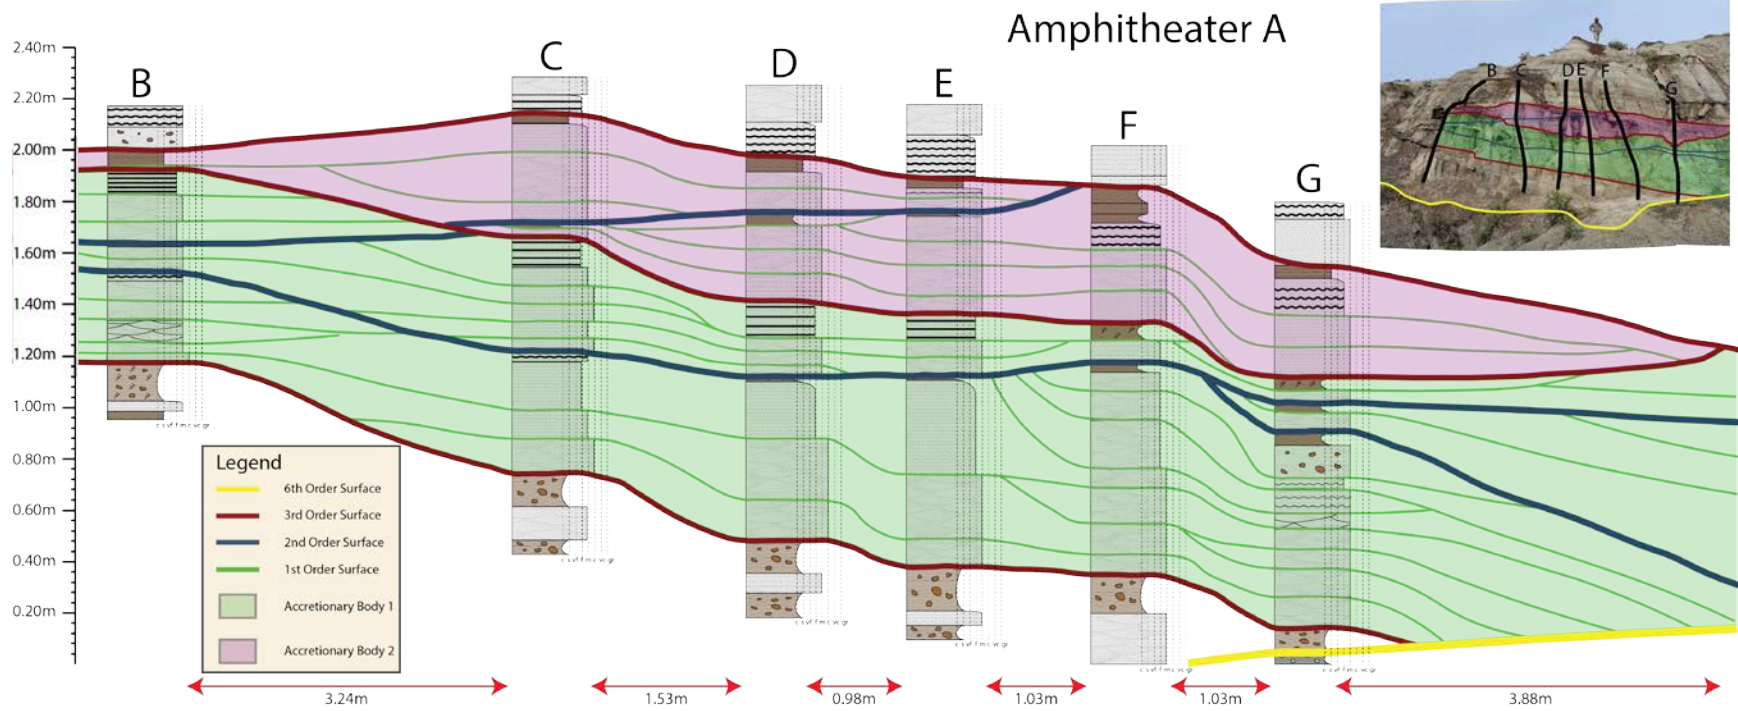 Amphitheater A
2.40m
2.20m
2.00m
1.80m
1.60m
1.40m
1.20m
1.00m
0.80m
0.60m
0.40m
0.20m
B
C
D
E
F
G
B C D E F G
Legend
6th Order Surface
3rd Order Surface
2nd Order Surface
1st Order Surface
Accretionary Body 1
Accretionary Body 2
3.24m
1.53m
0.98m
1.03m
1.03m
3.88m